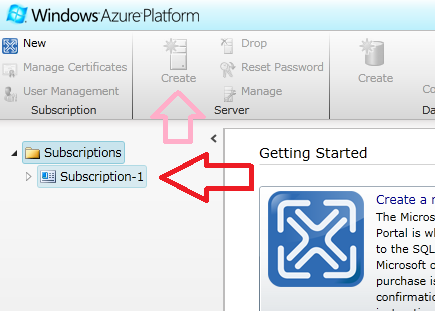 Windows Azure Platform
New
Manage Certificates
User Management
Subscription
Create
Drop
Reset Password
Manage
Server
Create
Co
Da
Subscriptions
Subscription-1
Getting Started
Create a n
The Micros
Portal is wh
to the SQL
Microsoft o
purchase is
confirmatio